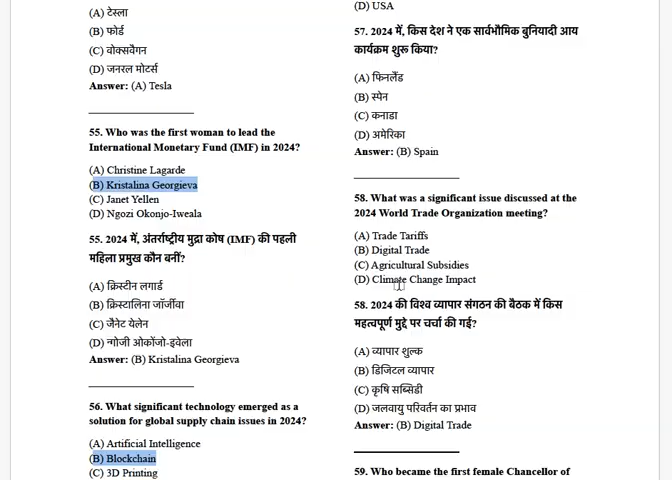 (A) टेस्ला
(B) फोर्ड
(C) वोक्सवैगन
(D) जनरल मोटर्स
Answer: (A) Tesla
55. Who was the first woman to lead the
International Monetary Fund (IMF) in 2024?
(A) Christine Lagarde
(B) Kristalina Georgieva
(C) Janet Yellen
(D) Ngozi Okonjo-Iweala
55. 2024 में, अंतर्राष्ट्रीय मुद्रा कोष (IMF) की पहली
महिला प्रमुख कौन बनीं?
(A) क्रिस्टीन लगार्ड
(B) क्रिस्टालिना जॉर्जीवा
(C) जैनेट येलेन
(D) न्गोजी ओकोंजो-इवेला
Answer: (B) Kristalina Georgieva
56. What significant technology emerged as a
solution for global supply chain issues in 2024?
(A) Artificial Intelligence
(B) Blockchain
(C) 3D Printing
(D) USA
57. 2024 में, किस देश ने एक सार्वभौमिक बुनियादी आय
कार्यक्रम शुरू किया?
(A) फिनलैंड
(B) स्पेन
(C) कनाडा
(D) अमेरिका
Answer: (B) Spain
58. What was a significant issue discussed at the
2024 World Trade Organization meeting?
(A) Trade Tariffs
(B) Digital Trade
(C) Agricultural Subsidies
(D) Climate Change Impact
58. 2024 की विश्व व्यापार संगठन की बैठक में किस
महत्वपूर्ण मुद्दे पर चर्चा की गई?
(A) व्यापार शुल्क
(B) डिजिटल व्यापार
(C) कृषि सब्सिडी
(D) जलवायु परिवर्तन का प्रभाव
Answer: (B) Digital Trade
59. Who became the first female Chancellor of